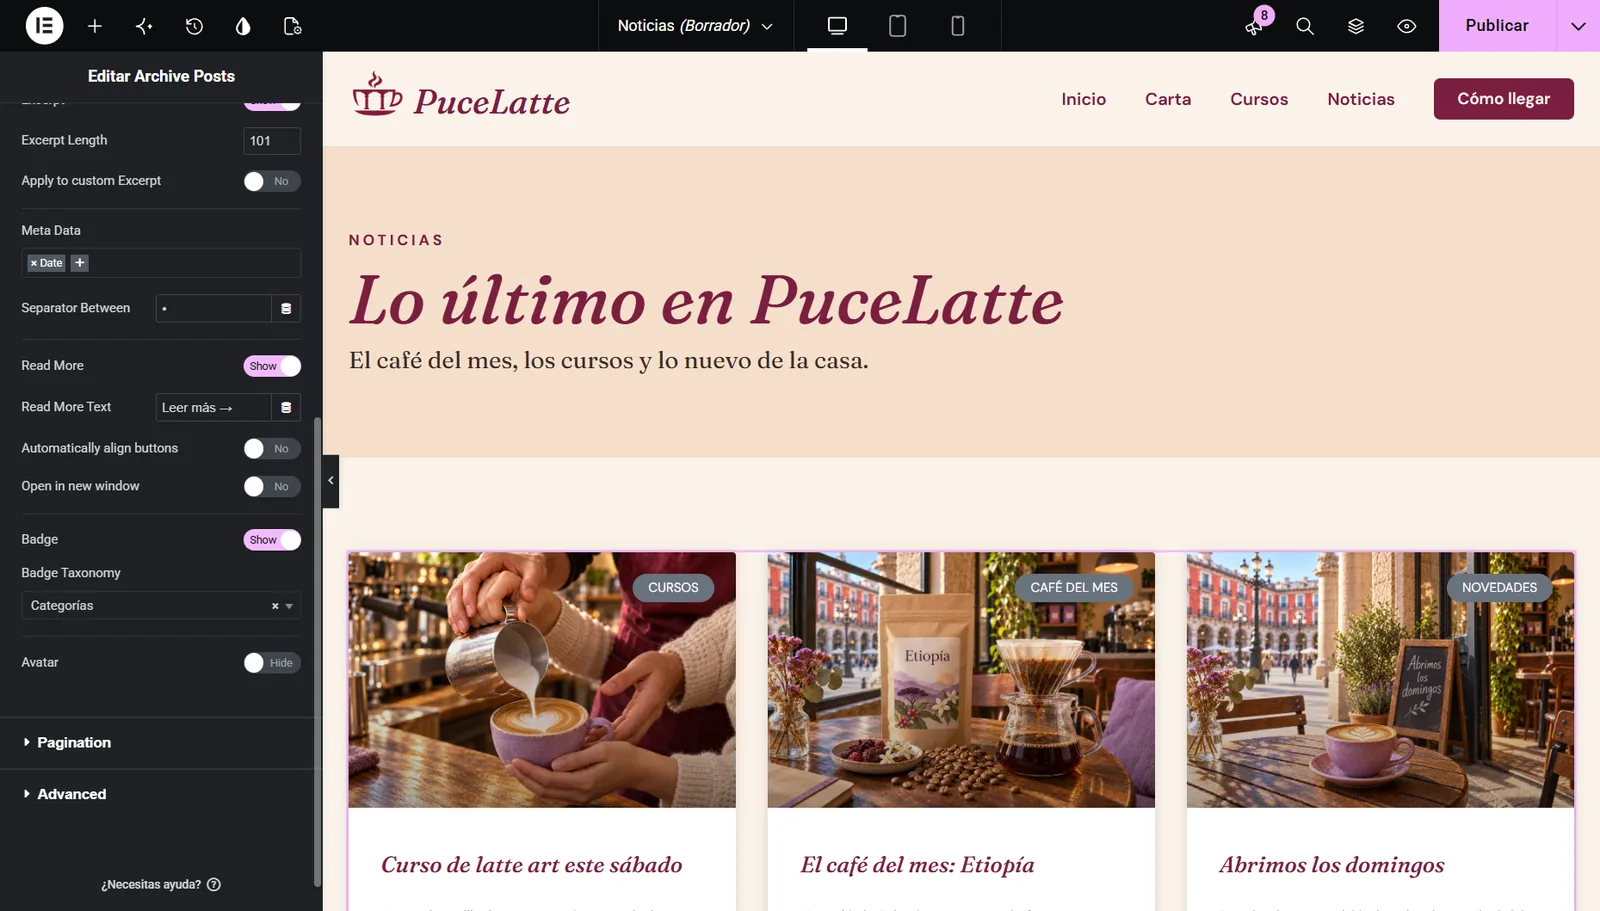 Noticias (Borrador)
8
Publicar
Editar Archive Posts
Excerpt Length
101
Apply to custom Excerpt
No
Meta Data
× Date
Separator Between
•
Read More
Show
Read More Text
Leer más →
Automatically align buttons
No
Open in new window
No
Badge
Show
Badge Taxonomy
Categorías
Avatar
Hide
Pagination
Advanced
¿Necesitas ayuda?
PuceLatte
Inicio
Carta
Cursos
Noticias
Cómo llegar
NOTICIAS
Lo último en PuceLatte
El café del mes, los cursos y lo nuevo de la casa.
CURSOS
CAFÉ DEL MES
NOVEDADES
Etiopía
Abrimos
los
domingos
Curso de latte art este sábado
El café del mes: Etiopía
Abrimos los domingos